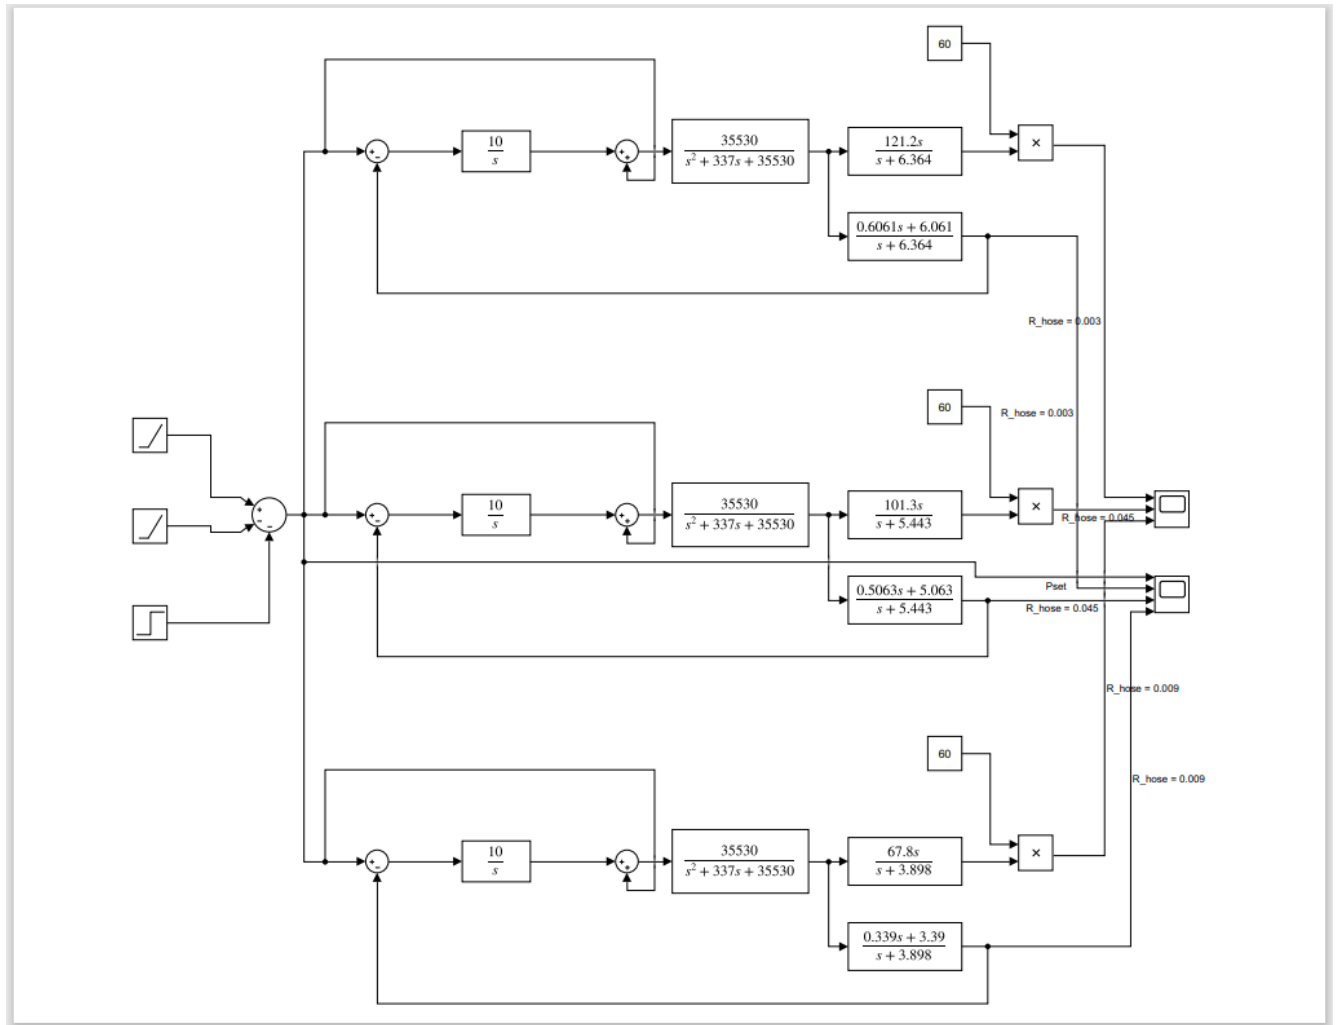 60
10
s
35530
s² + 337s + 35530
121.2s
s + 6.364
×
0.6061s + 6.061
s + 6.364
R_hose = 0.003
60
R_hose = 0.003
10
s
35530
s² + 337s + 35530
101.3s
s + 5.443
×
R_hose = 0.045
0.5063s + 5.063
s + 5.443
Pset
R_hose = 0.045
R_hose = 0.009
60
R_hose = 0.009
10
s
35530
s² + 337s + 35530
67.8s
s + 3.898
×
0.339s + 3.39
s + 3.898